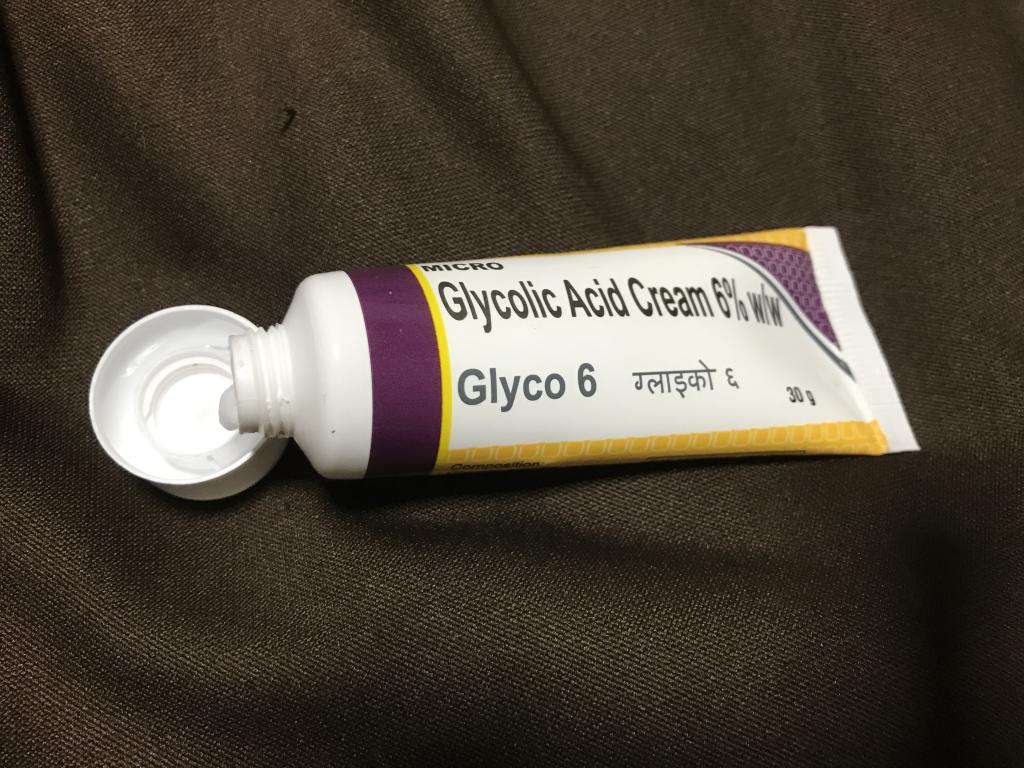 MICRO
Glycolic Acid Cream 6% w/w
Glyco 6 ग्लाइको ६
30 g
Composition: